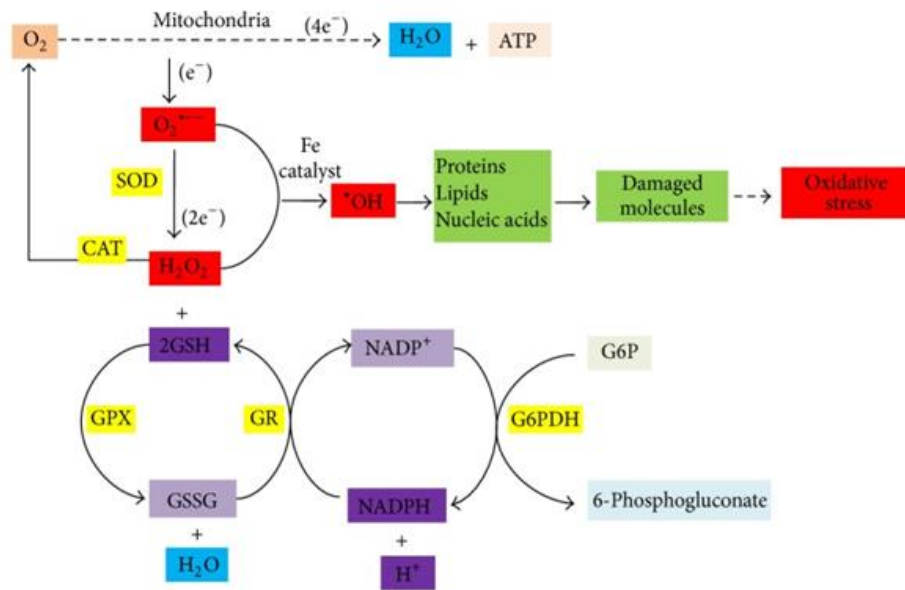 Mitochondria
O₂
(4e⁻)
H₂O + ATP
(e⁻)
O₂•⁻
Fe
catalyst
SOD
•OH
Proteins
Lipids
Nucleic acids
Damaged
molecules
Oxidative
stress
(2e⁻)
CAT
H₂O₂
+
2GSH
NADP⁺
G6P
GPX
GR
G6PDH
GSSG
NADPH
6-Phosphogluconate
+
+
H₂O
H⁺